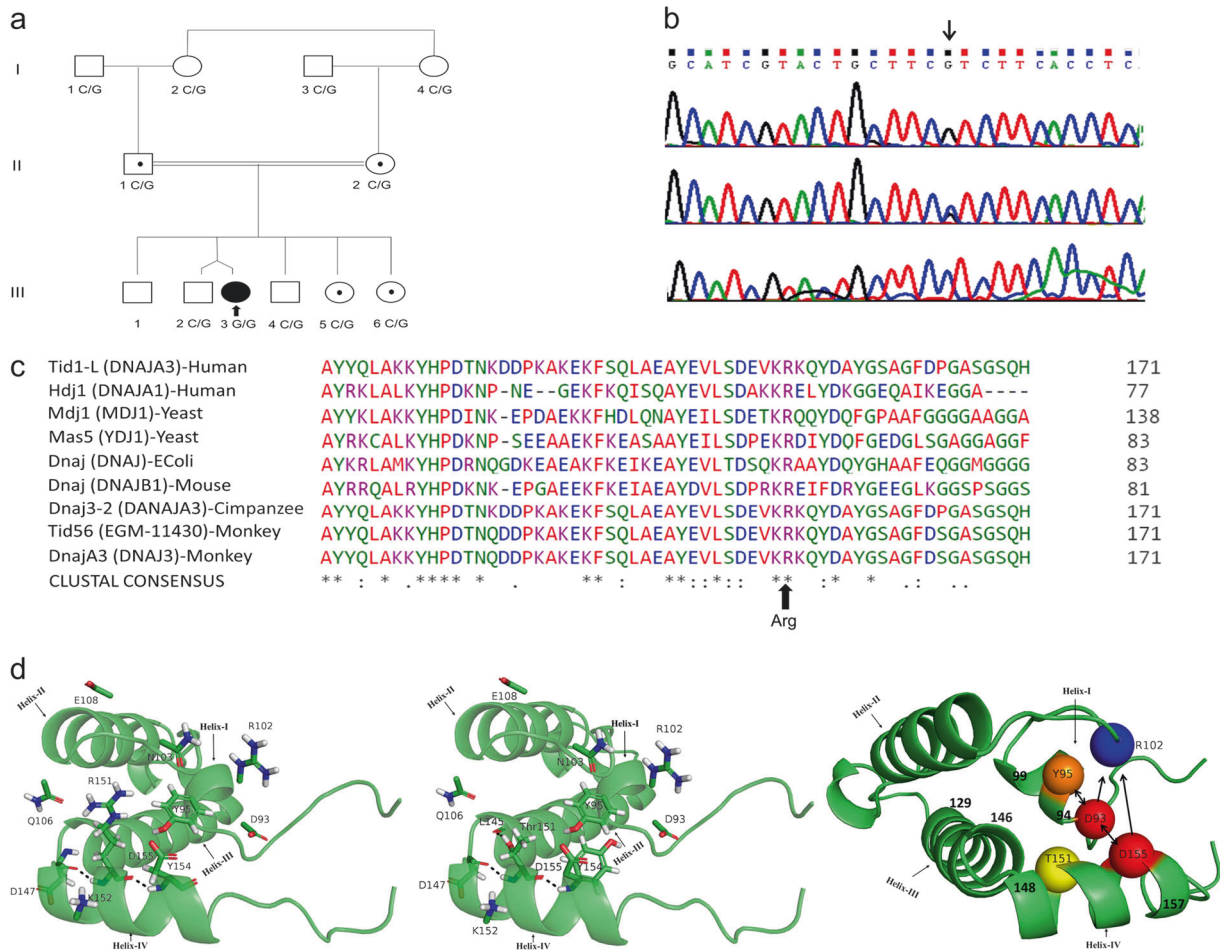 a
I
1 C/G 2 C/G 3 C/G 4 C/G
II
1 C/G 2 C/G
III
1 2 C/G 3 G/G 4 C/G 5 C/G 6 C/G
b
G C A T C G T A C T G C T T C G T C T T C A C C T C
c
Tid1-L (DNAJA3)-Human AYYQLAKKYHPDTNKDDPKAKEKFSQLAEAYEVLSDEVKRKQYDAYGSAGFDPGASGSQH 171
Hdj1 (DNAJA1)-Human AYRKLALKYHPDKNP-NE--GEKFKQISQAYEVLSDAKKRELYDKGGEQAIKEGGA---- 77
Mdj1 (MDJ1)-Yeast AYYKLAKKYHPDINK-EPDAEKKFHDLQNAYEILSDETKRQQYDQFGPAAFGGGGAAGGA 138
Mas5 (YDJ1)-Yeast AYRKCALKYHPDKNP-SEEAAEKFKEASAAYEILSDPEKRDIYDQFGEDGLSGAGGAGGF 83
Dnaj (DNAJ)-EColi AYKRLAMKYHPDRNQGDKEAEAKFKEIKEAYEVLTDSQKRAAYDQYGHAAFEQGGMGGGG 83
Dnaj (DNAJB1)-Mouse AYRRQALRYHPDKNK-EPGAEEKFKEIAEAYDVLSDPRKREIFDRYGEEGLKGGSPSGGS 81
Dnaj3-2 (DANAJA3)-Cimpanzee AYYQLAKKYHPDTNKDDPKAKEKFSQLAEAYEVLSDEVKRKQYDAYGSAGFDPGASGSQH 171
Tid56 (EGM-11430)-Monkey AYYQLAKKYHPDTNQDDPKAKEKFSQLAEAYEVLSDEVKRKQYDAYGSAGFDSGASGSQH 171
DnajA3 (DNAJ3)-Monkey AYYQLAKKYHPDTNQDDPKAKEKFSQLAEAYEVLSDEVKRKQYDAYGSAGFDSGASGSQH 171
CLUSTAL CONSENSUS ** : * .**** * . ** : **::*:: ** :* * .: ..
Arg
d
Helix-II E108 Helix-I R102 N103 R151 Y95 Q106 D93 Helix-III D155 Y154 D147 K152 Helix-IV
Helix-II E108 Helix-I R102 N103 Y95 Q106 L145 Thr151 D93 Helix-III D155 Y154 D147 K152 Helix-IV
Helix-II Helix-I R102 Y95 99 D93 94 129 146 D155 T151 Helix-III 148 157 Helix-IV